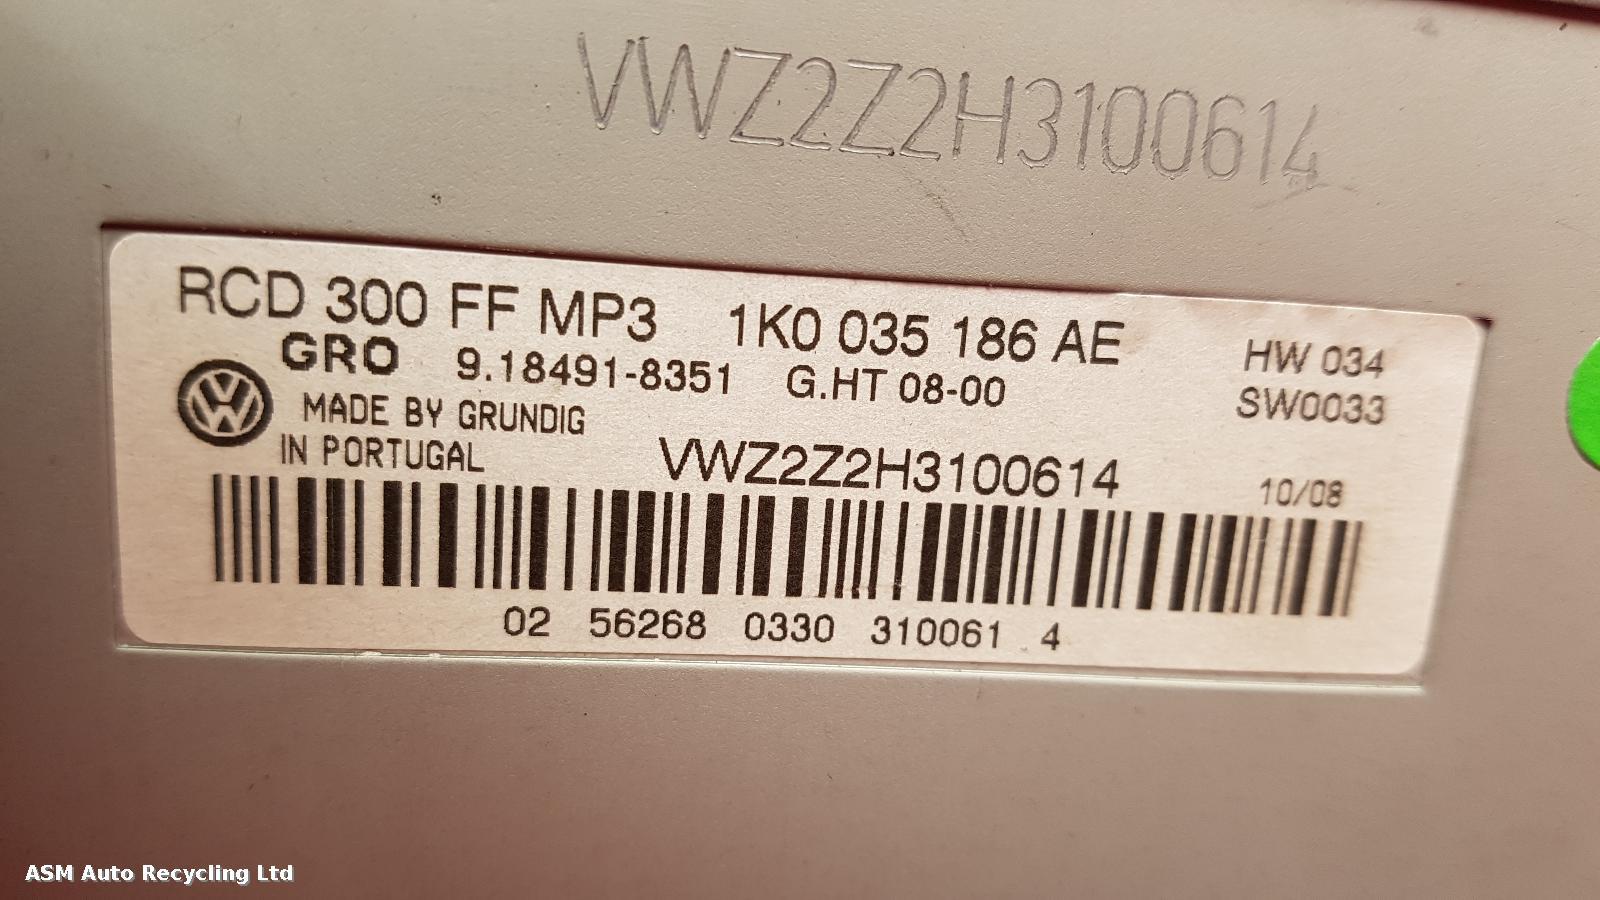 VWZ2Z2H3100614
RCD 300 FF MP3 1K0 035 186 AE
HW 034
GRO 9.18491-8351 G.HT 08-00
SW0033
MADE BY GRUNDIG
IN PORTUGAL
VWZ2Z2H3100614
10/08
02 56268 0330 310061 4
ASM Auto Recycling Ltd